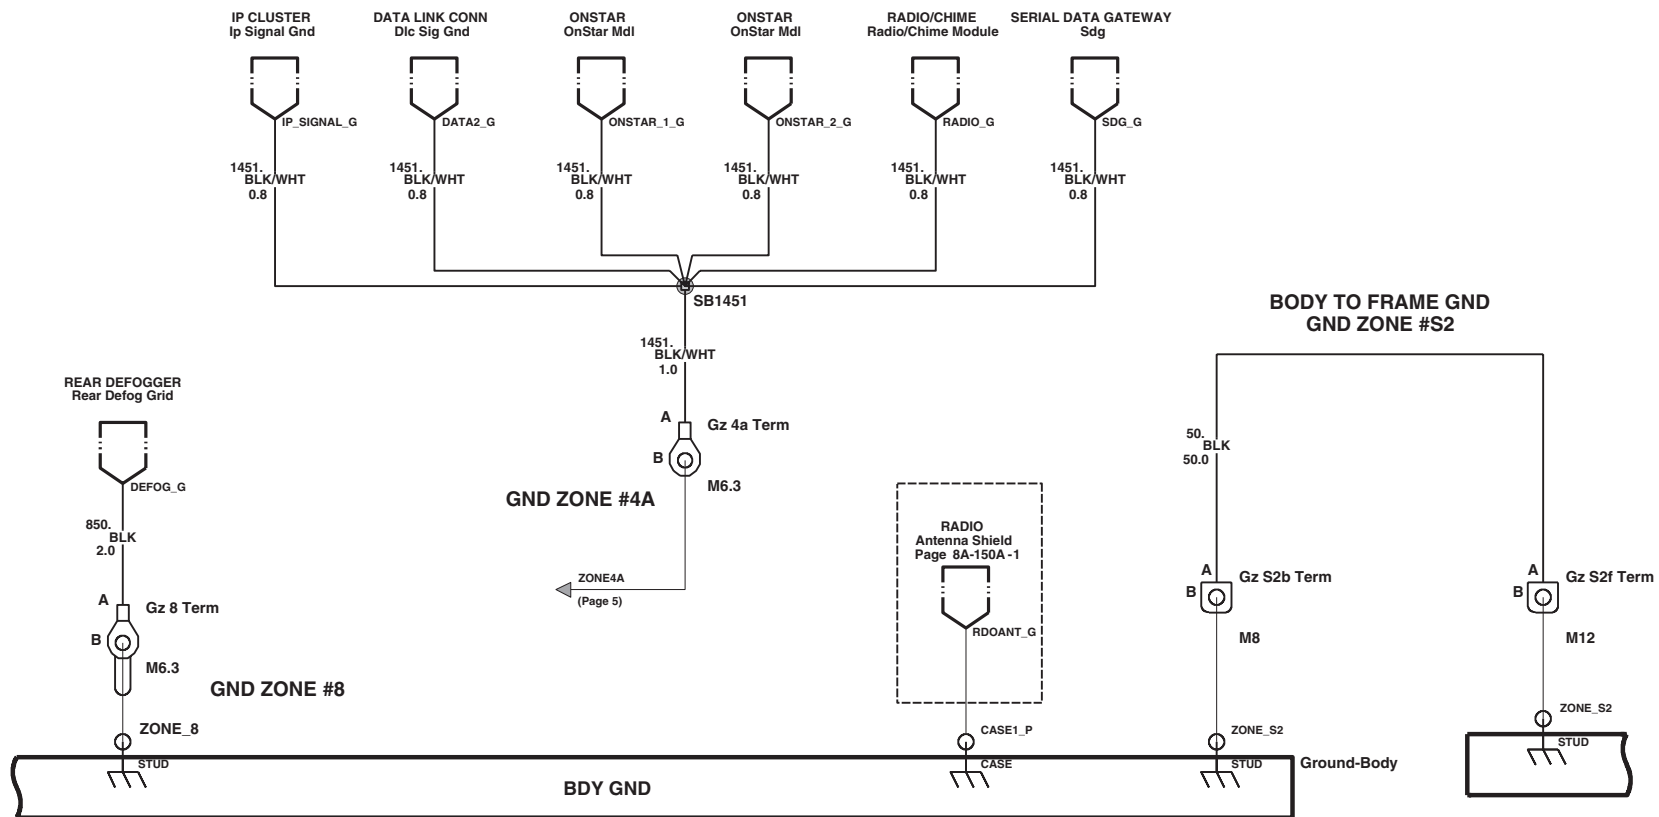 IP CLUSTER
Ip Signal Gnd
DATA LINK CONN
Dlc Sig Gnd
ONSTAR
OnStar Mdl
ONSTAR
OnStar Mdl
RADIO/CHIME
Radio/Chime Module
SERIAL DATA GATEWAY
Sdg
IP_SIGNAL_G
DATA2_G
ONSTAR_1_G
ONSTAR_2_G
RADIO_G
SDG_G
1451.
BLK/WHT
0.8
1451.
BLK/WHT
0.8
1451.
BLK/WHT
0.8
1451.
BLK/WHT
0.8
1451.
BLK/WHT
0.8
1451.
BLK/WHT
0.8
SB1451
1451.
BLK/WHT
1.0
A
Gz 4a Term
B
M6.3
GND ZONE #4A
ZONE4A
(Page 5)
REAR DEFOGGER
Rear Defog Grid
DEFOG_G
850.
BLK
2.0
A
Gz 8 Term
B
M6.3
GND ZONE #8
ZONE_8
STUD
RADIO
Antenna Shield
Page 8A-150A-1
RDOANT_G
CASE1_P
CASE
BODY TO FRAME GND
GND ZONE #S2
50.
BLK
50.0
A
Gz S2b Term
B
M8
ZONE_S2
STUD
Ground-Body
A
Gz S2f Term
B
M12
ZONE_S2
STUD
BDY GND